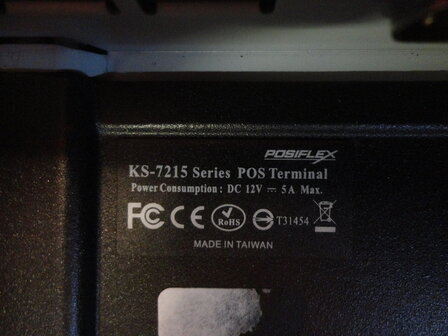 POSIFLEX
KS-7215 Series POS Terminal
Power Consumption : DC 12V ⎓ 5A Max.
FC CE RoHS T31454
MADE IN TAIWAN